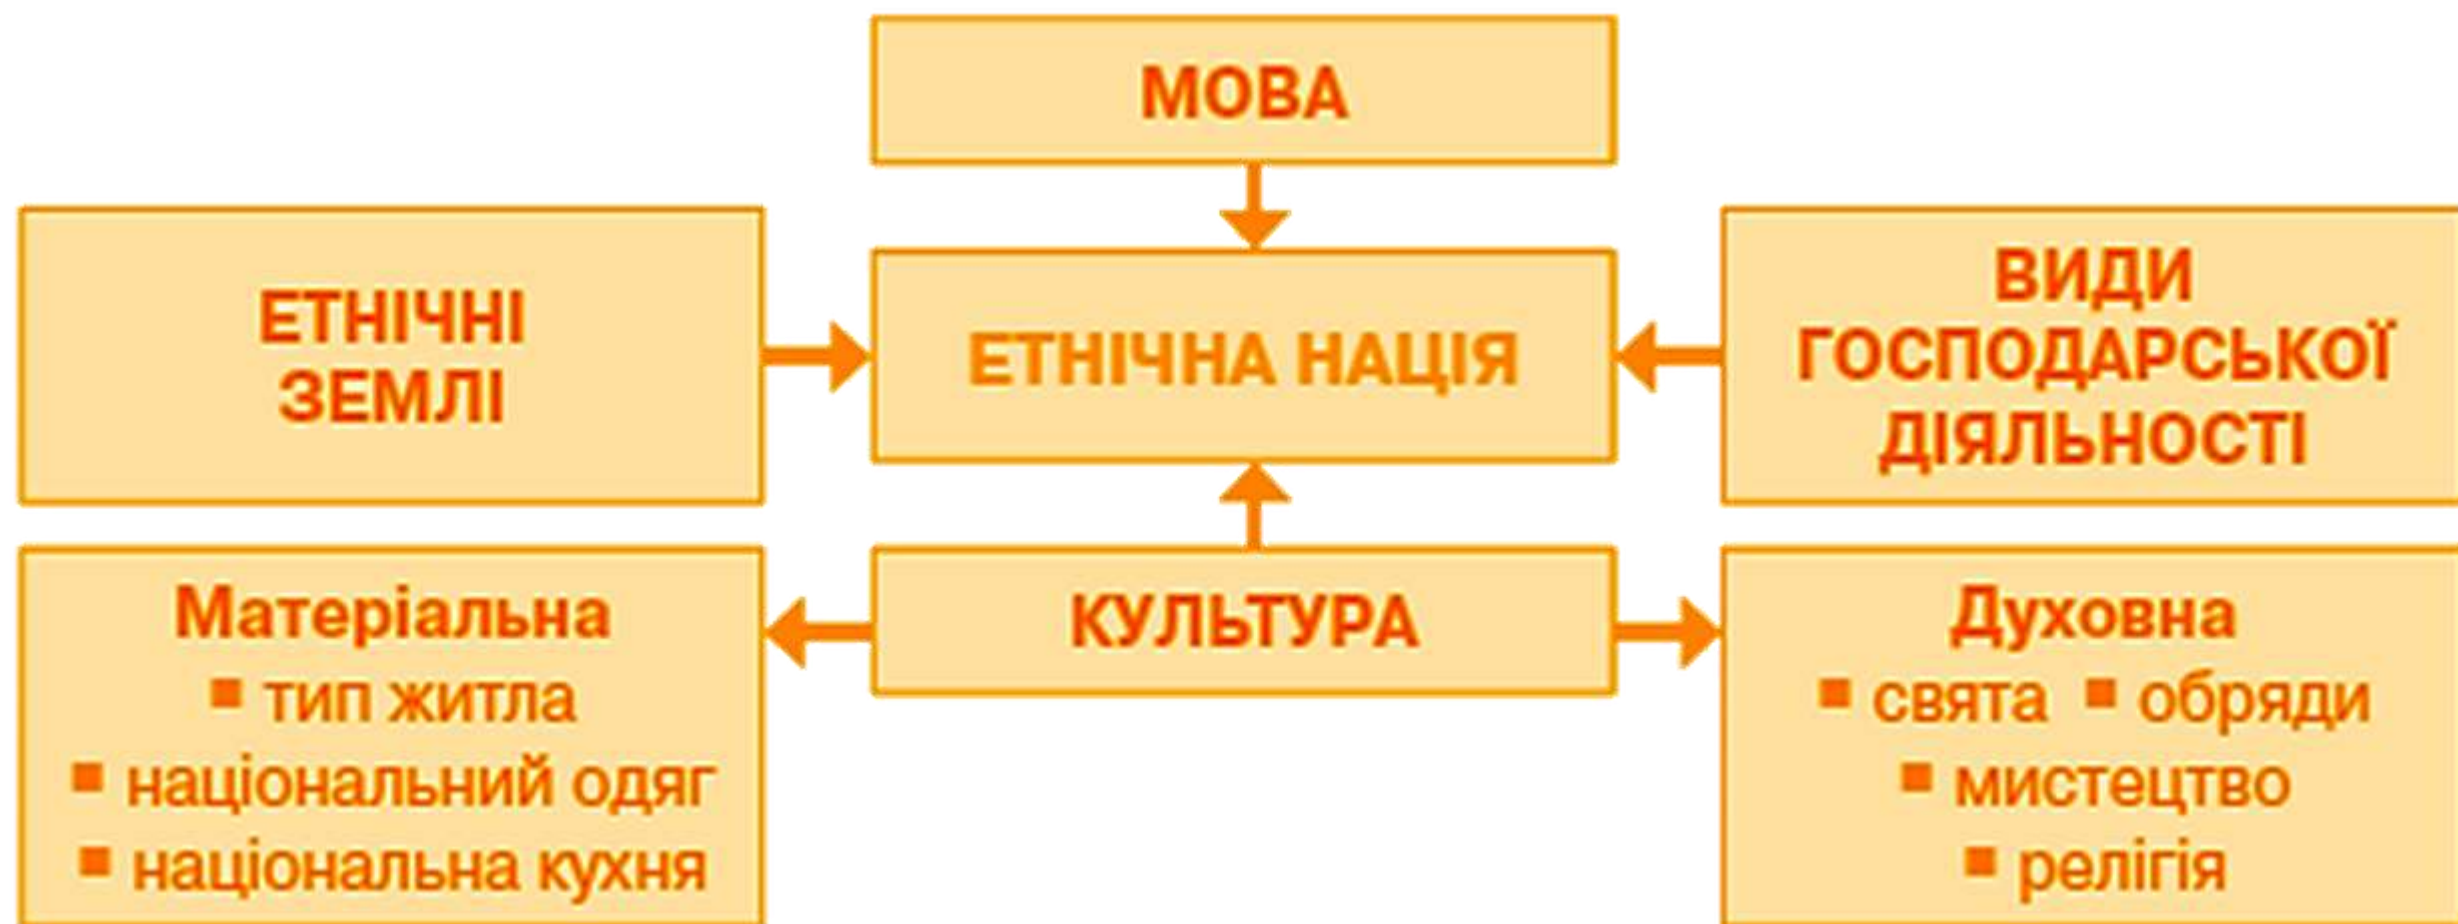 МОВА
ЕТНІЧНІ
ЗЕМЛІ
ЕТНІЧНА НАЦІЯ
ВИДИ
ГОСПОДАРСЬКОЇ
ДІЯЛЬНОСТІ
Матеріальна
▪ тип житла
▪ національний одяг
▪ національна кухня
КУЛЬТУРА
Духовна
▪ свята ▪ обряди
▪ мистецтво
▪ релігія